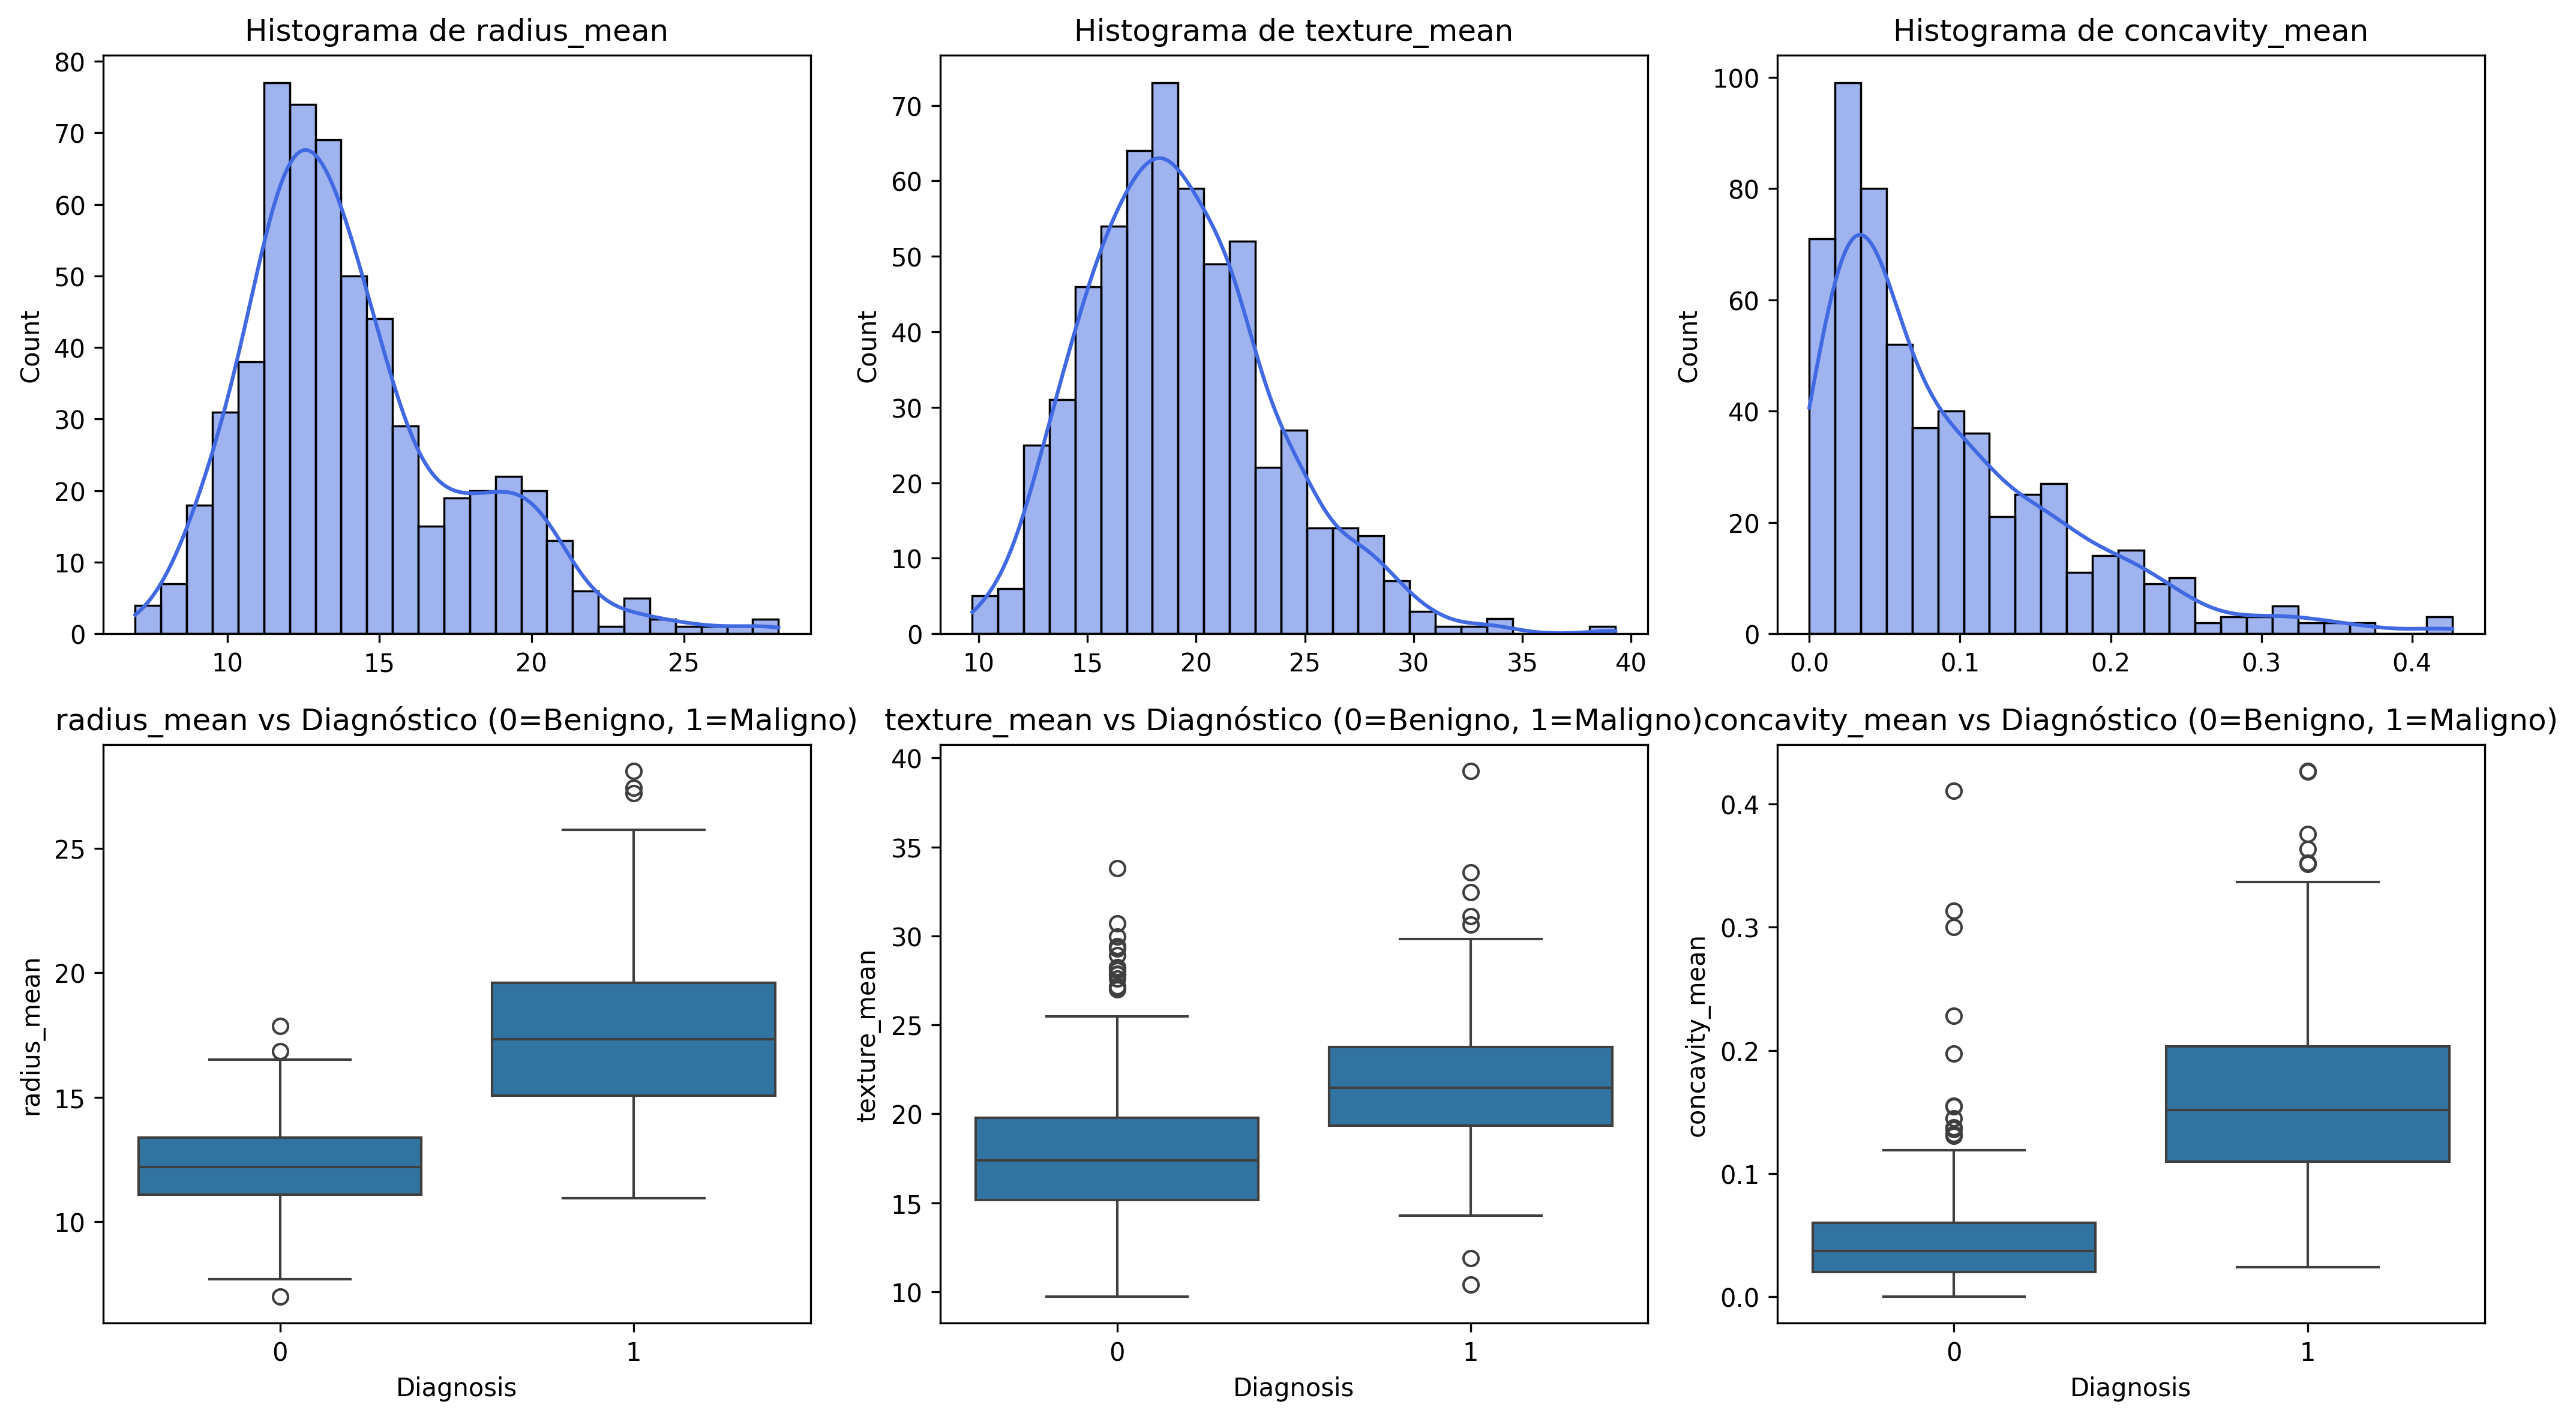 Histograma de radius_mean
80
70
60
50
40
30
20
10
0
Count
10 15 20 25
Histograma de texture_mean
70
60
50
40
30
20
10
0
Count
10 15 20 25 30 35 40
Histograma de concavity_mean
100
80
60
40
20
0
Count
0.0 0.1 0.2 0.3 0.4
radius_mean vs Diagnóstico (0=Benigno, 1=Maligno)
25
20
15
10
radius_mean
0 1
Diagnosis
texture_mean vs Diagnóstico (0=Benigno, 1=Maligno)
40
35
30
25
20
15
10
texture_mean
0 1
Diagnosis
concavity_mean vs Diagnóstico (0=Benigno, 1=Maligno)
0.4
0.3
0.2
0.1
0.0
concavity_mean
0 1
Diagnosis